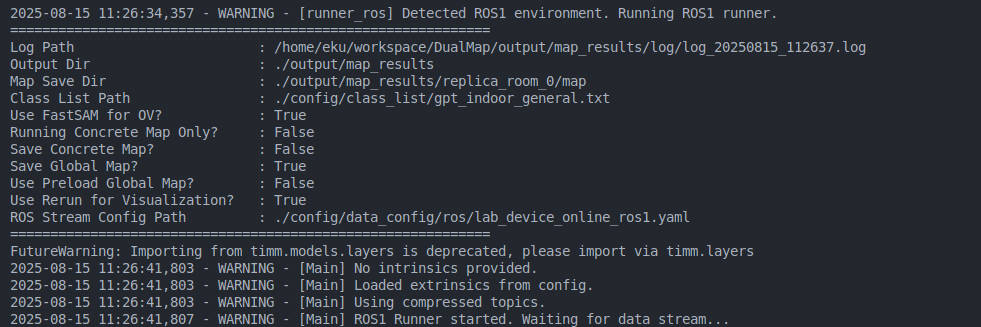 2025-08-15 11:26:34,357 - WARNING - [runner_ros] Detected ROS1 environment. Running ROS1 runner.
============================================================
Log Path : /home/eku/workspace/DualMap/output/map_results/log/log_20250815_112637.log
Output Dir : ./output/map_results
Map Save Dir : ./output/map_results/replica_room_0/map
Class List Path : ./config/class_list/gpt_indoor_general.txt
Use FastSAM for OV? : True
Running Concrete Map Only? : False
Save Concrete Map? : False
Save Global Map? : True
Use Preload Global Map? : False
Use Rerun for Visualization? : True
ROS Stream Config Path : ./config/data_config/ros/lab_device_online_ros1.yaml
============================================================
FutureWarning: Importing from timm.models.layers is deprecated, please import via timm.layers
2025-08-15 11:26:41,803 - WARNING - [Main] No intrinsics provided.
2025-08-15 11:26:41,803 - WARNING - [Main] Loaded extrinsics from config.
2025-08-15 11:26:41,803 - WARNING - [Main] Using compressed topics.
2025-08-15 11:26:41,807 - WARNING - [Main] ROS1 Runner started. Waiting for data stream...